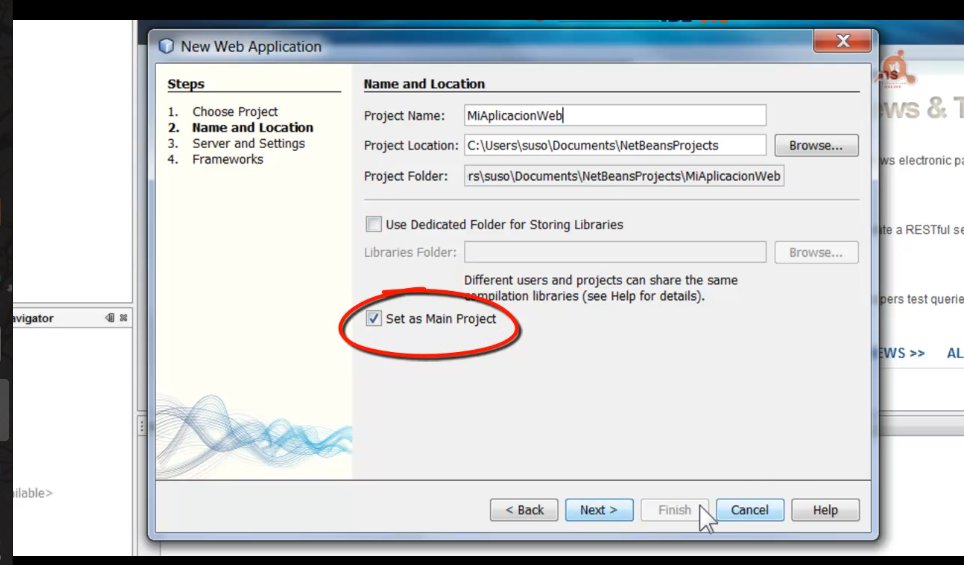 New Web Application
Steps
1. Choose Project
2. Name and Location
3. Server and Settings
4. Frameworks
Name and Location
Project Name: MiAplicacionWeb
Project Location: C:\Users\suso\Documents\NetBeansProjects Browse...
Project Folder: rs\suso\Documents\NetBeansProjects\MiAplicacionWeb
Use Dedicated Folder for Storing Libraries
Libraries Folder: Browse...
Different users and projects can share the same
compilation libraries (see Help for details).
Set as Main Project
< Back Next > Finish Cancel Help
avigator
ilable>
ews & T
ws electronic pa
ate a RESTful se
pers test querie
EWS >> AL